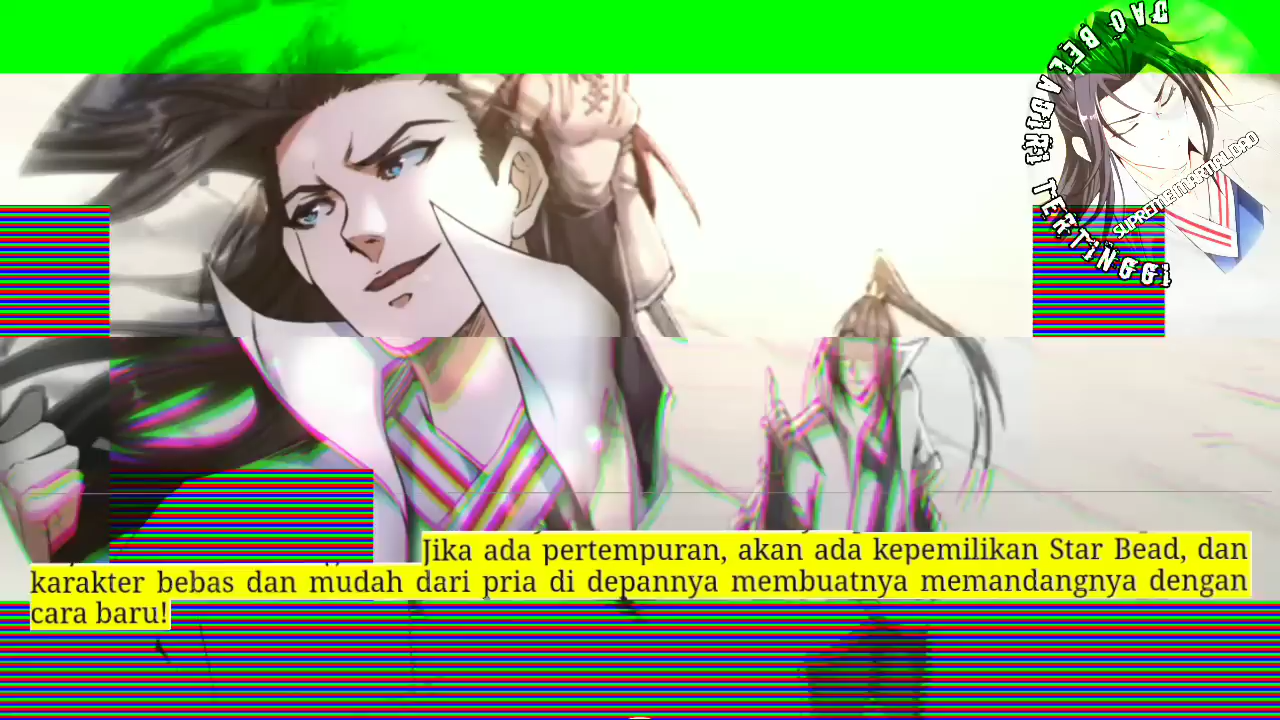 DAO BELADIRI TERTINGGI
SUPREMEMARTIALDAO
Jika ada pertempuran, akan ada kepemilikan Star Bead, dan
karakter bebas dan mudah dari pria di depannya membuatnya memandangnya dengan
cara baru!